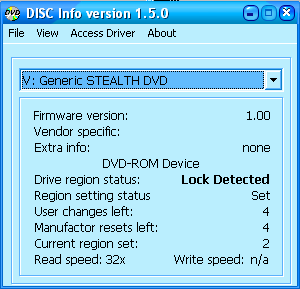 DVD DISC Info version 1.5.0
File View Access Driver About
V: Generic STEALTH DVD
Firmware version: 1.00
Vendor specific:
Extra info: none
DVD-ROM Device
Drive region status: Lock Detected
Region setting status Set
User changes left: 4
Manufactor resets left: 4
Current region set: 2
Read speed: 32x Write speed: n/a